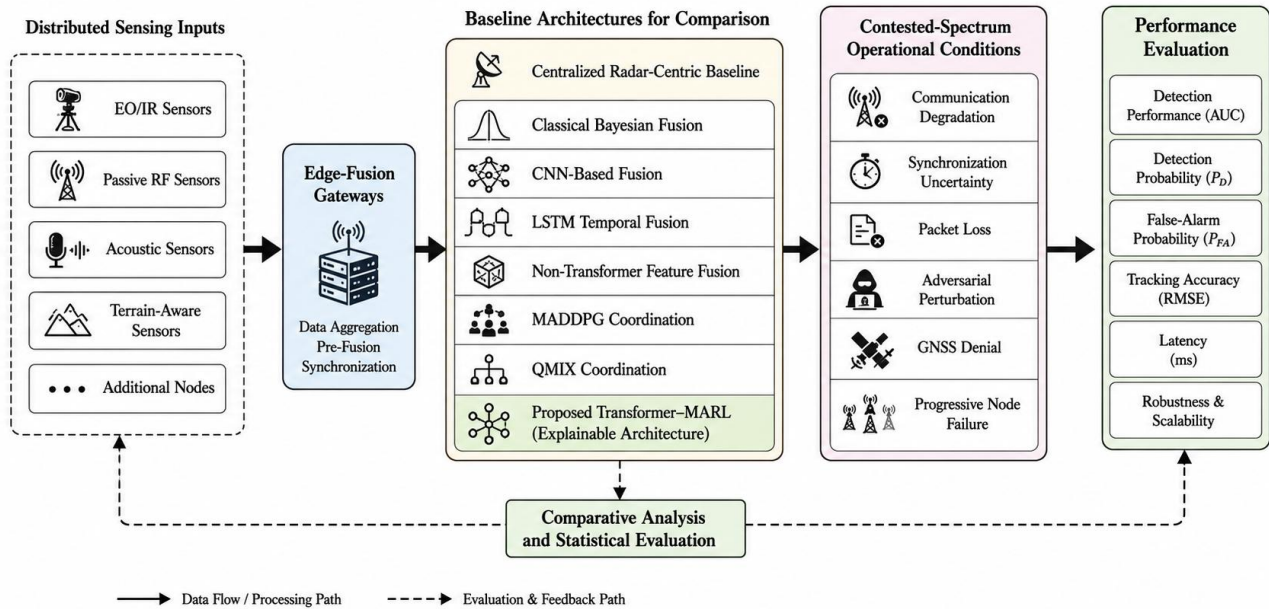 Distributed Sensing Inputs
EO/IR Sensors
Passive RF Sensors
Acoustic Sensors
Terrain-Aware
Sensors
Additional Nodes
Edge-Fusion
Gateways
Data Aggregation
Pre-Fusion
Synchronization
Baseline Architectures for Comparison
Centralized Radar-Centric Baseline
Classical Bayesian Fusion
CNN-Based Fusion
LSTM Temporal Fusion
Non-Transformer Feature Fusion
MADDPG Coordination
QMIX Coordination
Proposed Transformer–MARL
(Explainable Architecture)
Contested-Spectrum
Operational Conditions
Communication
Degradation
Synchronization
Uncertainty
Packet Loss
Adversarial
Perturbation
GNSS Denial
Progressive Node
Failure
Performance
Evaluation
Detection
Performance (AUC)
Detection
Probability (P_D)
False-Alarm
Probability (P_FA)
Tracking Accuracy
(RMSE)
Latency
(ms)
Robustness &
Scalability
Comparative Analysis
and Statistical Evaluation
Data Flow / Processing Path
Evaluation & Feedback Path